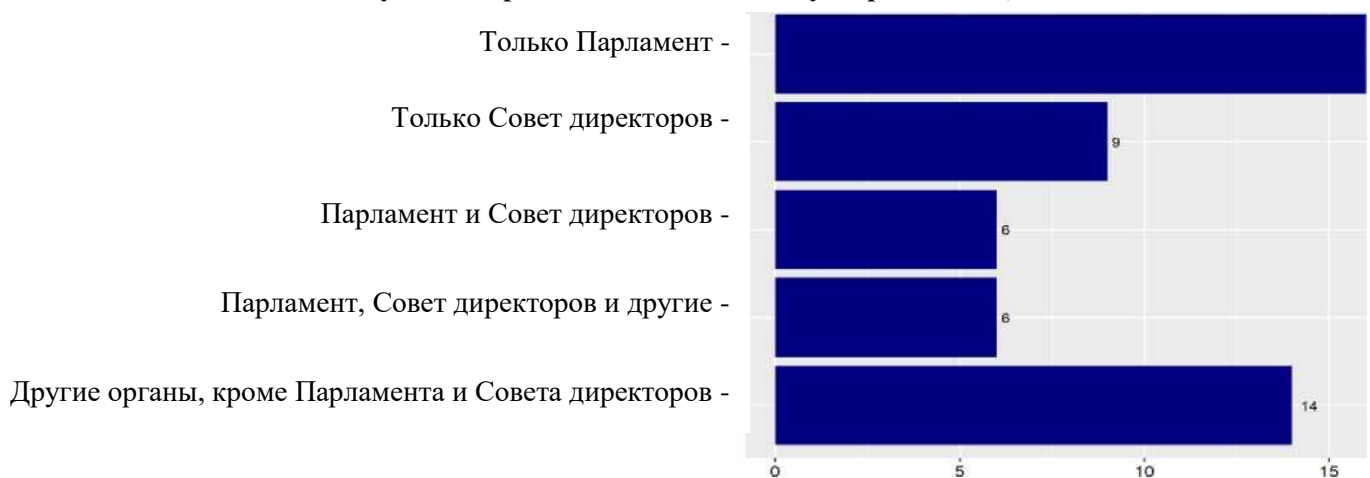 Только Парламент -
Только Совет директоров -
9
Парламент и Совет директоров -
6
Парламент, Совет директоров и другие -
6
Другие органы, кроме Парламента и Совета директоров -
14
0 5 10 15